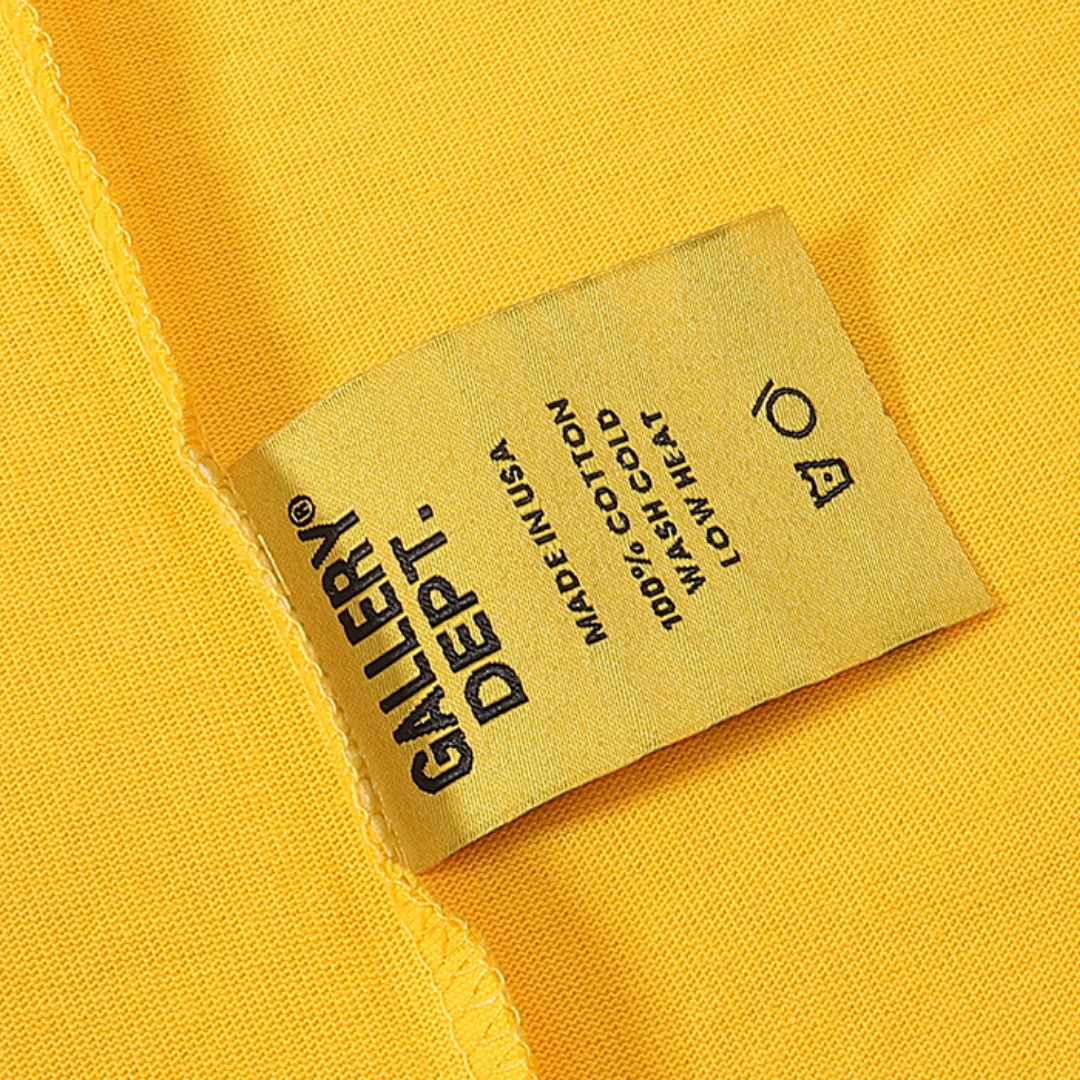 GALLERY®
DEPT.
MADE IN USA
100% COTTON
WASH COLD
LOW HEAT